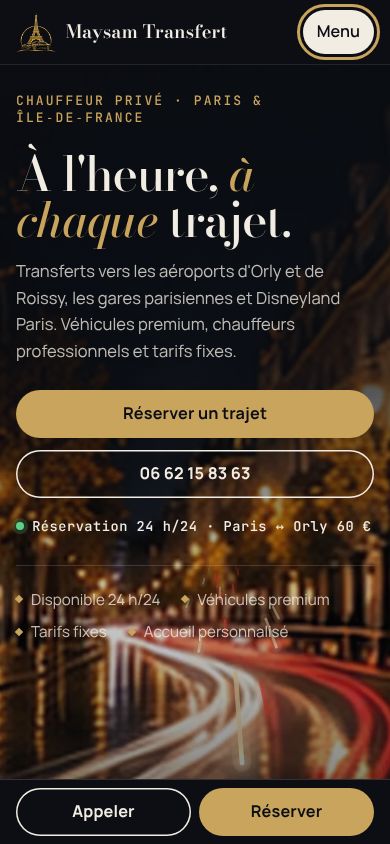 Maysam Transfert
Menu
CHAUFFEUR PRIVÉ · PARIS &
ÎLE-DE-FRANCE
À l'heure, à
chaque trajet.
Transferts vers les aéroports d'Orly et de
Roissy, les gares parisiennes et Disneyland
Paris. Véhicules premium, chauffeurs
professionnels et tarifs fixes.
Réserver un trajet
06 62 15 83 63
Réservation 24 h/24 · Paris ↔ Orly 60 €
Disponible 24 h/24
Véhicules premium
Tarifs fixes
Accueil personnalisé
Appeler
Réserver